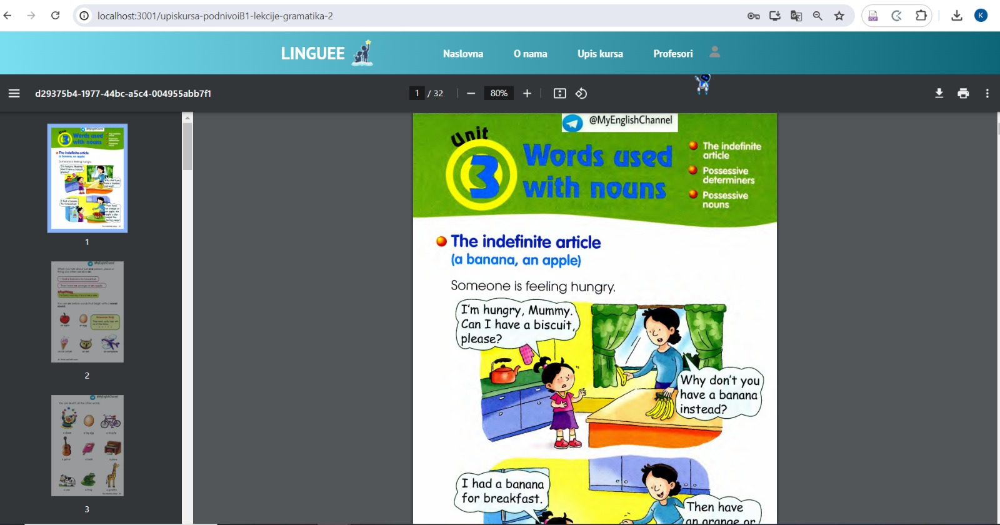 localhost:3001/upiskursa-podnivoiB1-lekcije-gramatika-2
K
LINGUEE
Naslovna
O nama
Upis kursa
Profesori
d29375b4-1977-44bc-a5c4-004955abb7f1
1 / 32
80%
@MyEnglishChannel
Unit
3
Words used
with nouns
The indefinite
article
Possessive
determiners
Possessive
nouns
The indefinite article
(a banana, an apple)
Someone is feeling hungry.
I'm hungry, Mummy.
Can I have a biscuit,
please?
Why don't you
have a banana
instead?
I had a banana
for breakfast.
Then have
an orange or
1
2
3